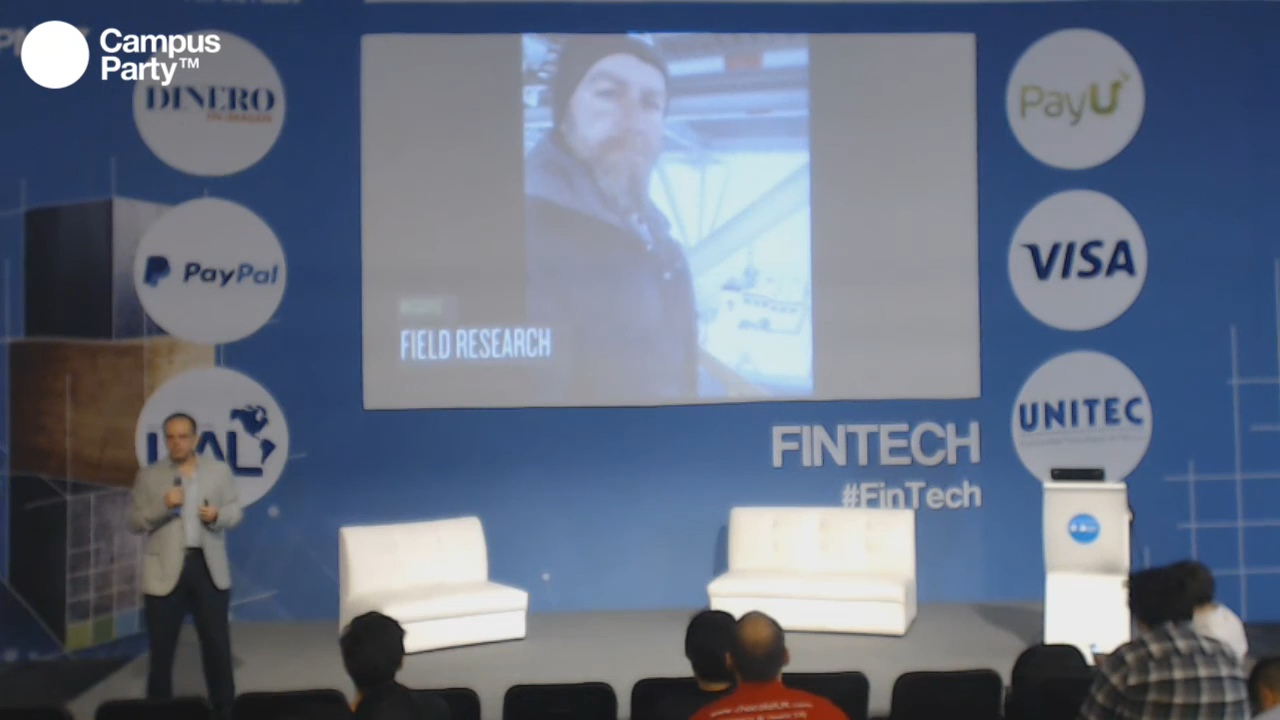 Campus
Party™
DINERO
PayPal
FIELD RESEARCH
PayU
VISA
UNITEC
FINTECH
#FinTech